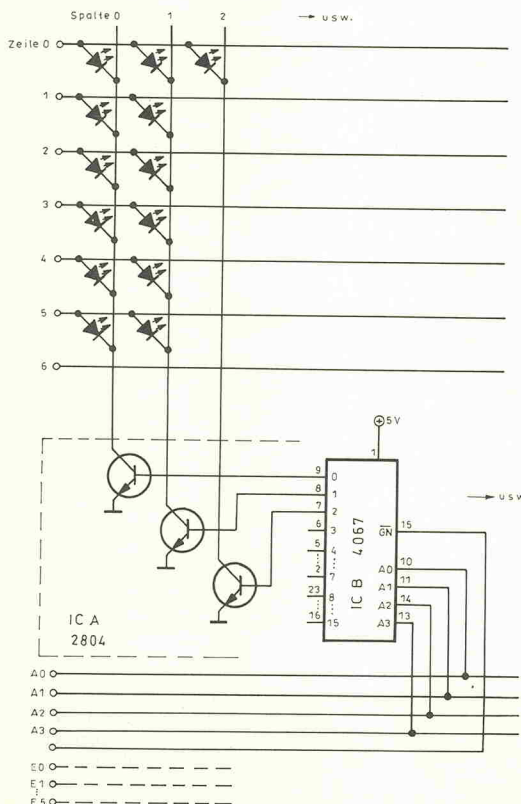 Spalte 0 1 2 → usw.
Zeile 0
1
2
3
4
5
6
+ 5V
1
9 0
8 1
7 2
6 3
5 4
2 7
23 8
16 15
IC B 4067
G̅N̅ 15
A0 10
A1 11
A2 14
A3 13
→ usw
IC A
2804
A0
A1
A2
A3
E0
E1
E5